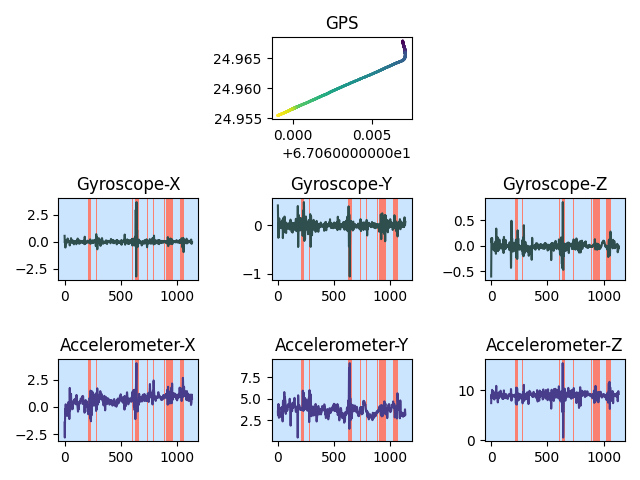 GPS
24.965
24.960
24.955
0.000 0.005
+6.7060000000e1
Gyroscope-X Gyroscope-Y Gyroscope-Z
2.5
0.0
−2.5
0 500 1000
0
−1
0 500 1000
0.5
0.0
−0.5
0 500 1000
Accelerometer-X Accelerometer-Y Accelerometer-Z
2.5
0.0
−2.5
0 500 1000
7.5
5.0
2.5
0 500 1000
10
0
0 500 1000